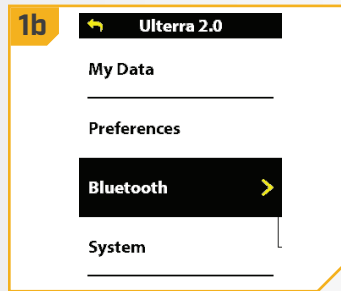 1b
Ulterra 2.0
My Data
Preferences
Bluetooth
System